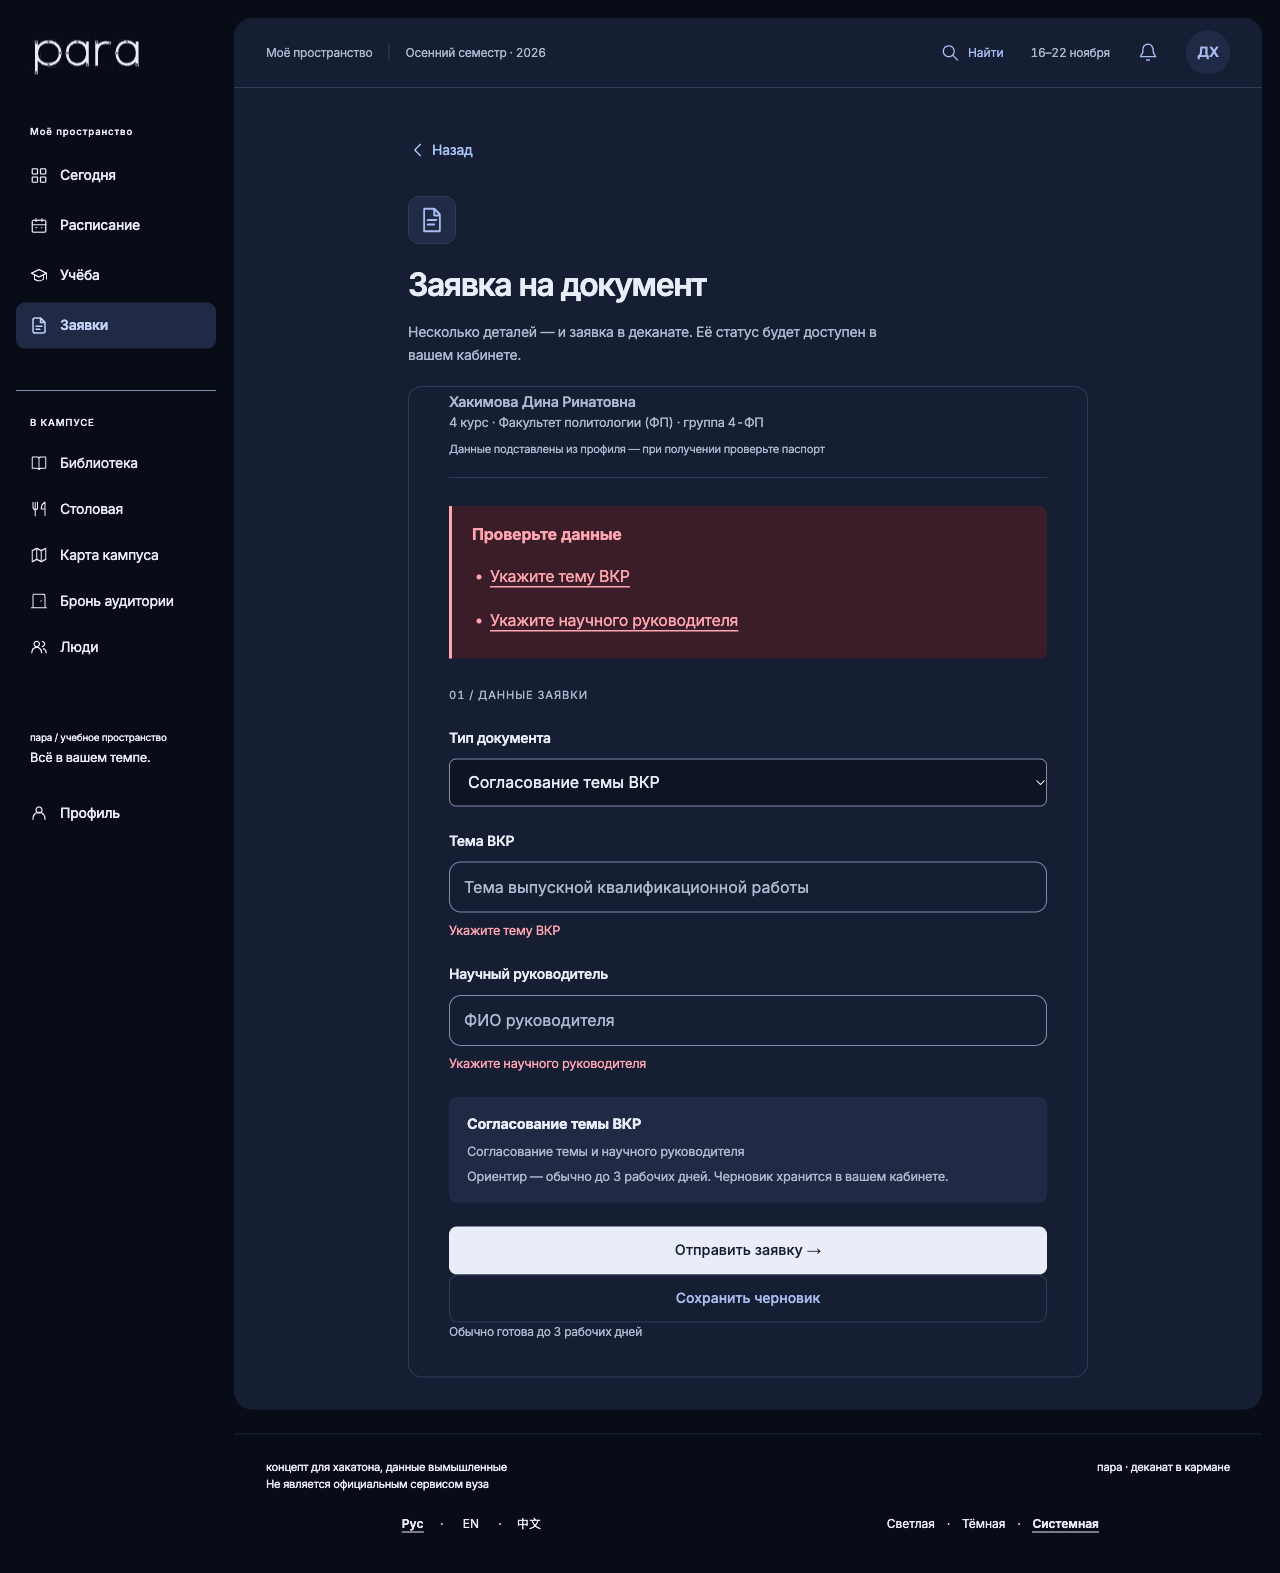 para
Моё пространство
Сегодня
Расписание
Учёба
Заявки
В КАМПУСЕ
Библиотека
Столовая
Карта кампуса
Бронь аудитории
Люди
пара / учебное пространство
Всё в вашем темпе.
Профиль
Моё пространство
Осенний семестр · 2026
Найти
16–22 ноября
ДХ
Назад
Заявка на документ
Несколько деталей — и заявка в деканате. Её статус будет доступен в
вашем кабинете.
Хакимова Дина Ринатовна
4 курс · Факультет политологии (ФП) · группа 4-ФП
Данные подставлены из профиля — при получении проверьте паспорт
Проверьте данные
• Укажите тему ВКР
• Укажите научного руководителя
01 / ДАННЫЕ ЗАЯВКИ
Тип документа
Согласование темы ВКР
Тема ВКР
Тема выпускной квалификационной работы
Укажите тему ВКР
Научный руководитель
ФИО руководителя
Укажите научного руководителя
Согласование темы ВКР
Согласование темы и научного руководителя
Ориентир — обычно до 3 рабочих дней. Черновик хранится в вашем кабинете.
Отправить заявку →
Сохранить черновик
Обычно готова до 3 рабочих дней
концепт для хакатона, данные вымышленные
Не является официальным сервисом вуза
пара · деканат в кармане
Рус · EN · 中文
Светлая · Тёмная · Системная